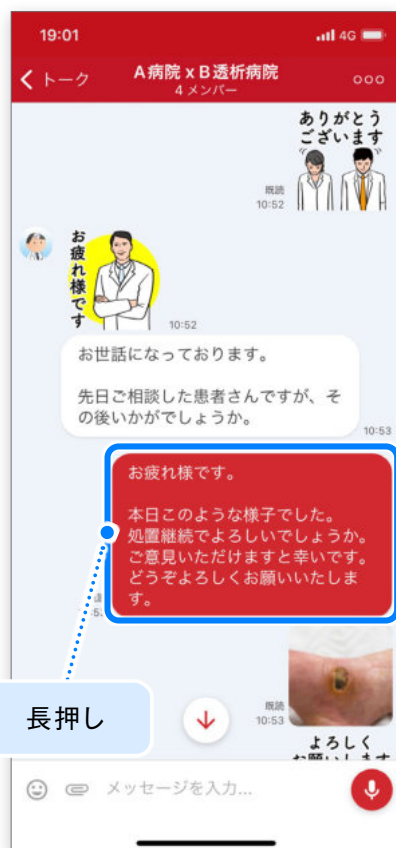 19:01
4G
トーク
A病院 x B透析病院
4 メンバー
ありがとう
ございます
既読
10:52
お疲れ様です
10:52
お世話になっております。
先日ご相談した患者さんですが、そ
の後いかがでしょうか。
10:53
お疲れ様です。
本日このような様子でした。
処置継続でよろしいでしょうか。
ご意見いただけますと幸いです。
どうぞよろしくお願いいたしま
す。
長押し
既読
10:53
よろしく
お願いします
メッセージを入力...